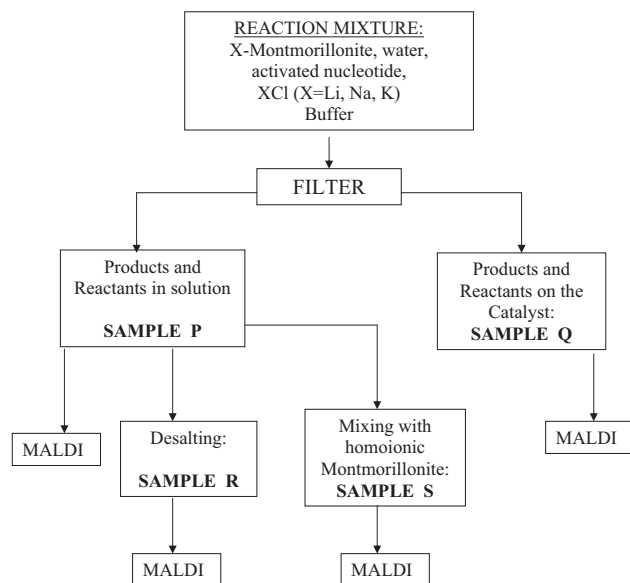 REACTION MIXTURE:
X-Montmorillonite, water,
activated nucleotide,
XCl (X=Li, Na, K)
Buffer
FILTER
Products and
Reactants in solution
SAMPLE P
Products and
Reactants on the
Catalyst:
SAMPLE Q
MALDI
Desalting:
SAMPLE R
Mixing with
homoionic
Montmorillonite:
SAMPLE S
MALDI
MALDI
MALDI